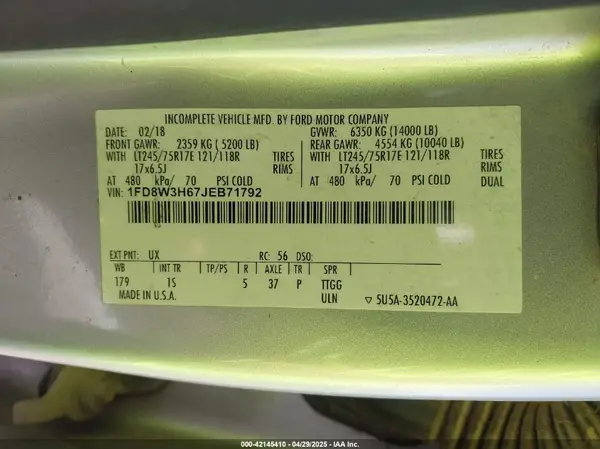 INCOMPLETE VEHICLE MFD. BY FORD MOTOR COMPANY
DATE: 02/18 GVWR: 6350 KG (14000 LB)
FRONT GAWR: 2359 KG ( 5200 LB) REAR GAWR: 4554 KG (10040 LB)
WITH LT245/75R17E 121/118R TIRES WITH LT245/75R17E 121/118R TIRES
17x6.5J RIMS 17x6.5J RIMS
AT 480 kPa/ 70 PSI COLD AT 480 kPa/ 70 PSI COLD DUAL
VIN: 1FD8W3H67JEB71792
EXT PNT: UX RC: 56 DSO:
WB INT TR TP/PS R AXLE TR SPR
179 1S 5 37 P TTGG
MADE IN U.S.A. ULN ▽ 5U5A-3520472-AA
000-42145410 | 04/29/2025 | IAA Inc.